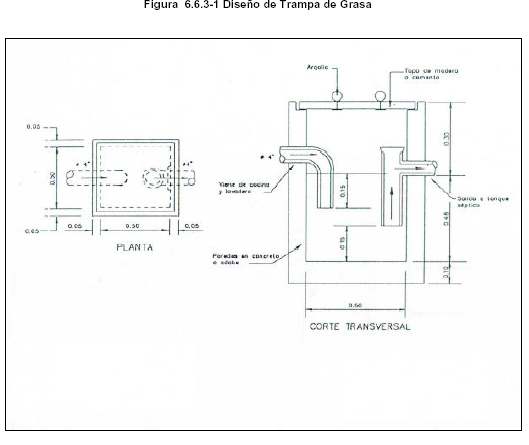 Figura 6.6.3-1 Diseño de Trampa de Grasa
Argolla
Tapa de madera
o cemento
0.05
0.50
0.05
ø 4"
ø 4"
0.05 0.50 0.05
PLANTA
ø 4"
Viene de cocina
y lavadero
0.15
0.15
0.30
0.48
0.10
Salida a tanque
séptico
Paredes en concreto
o adobe
0.50
CORTE TRANSVERSAL